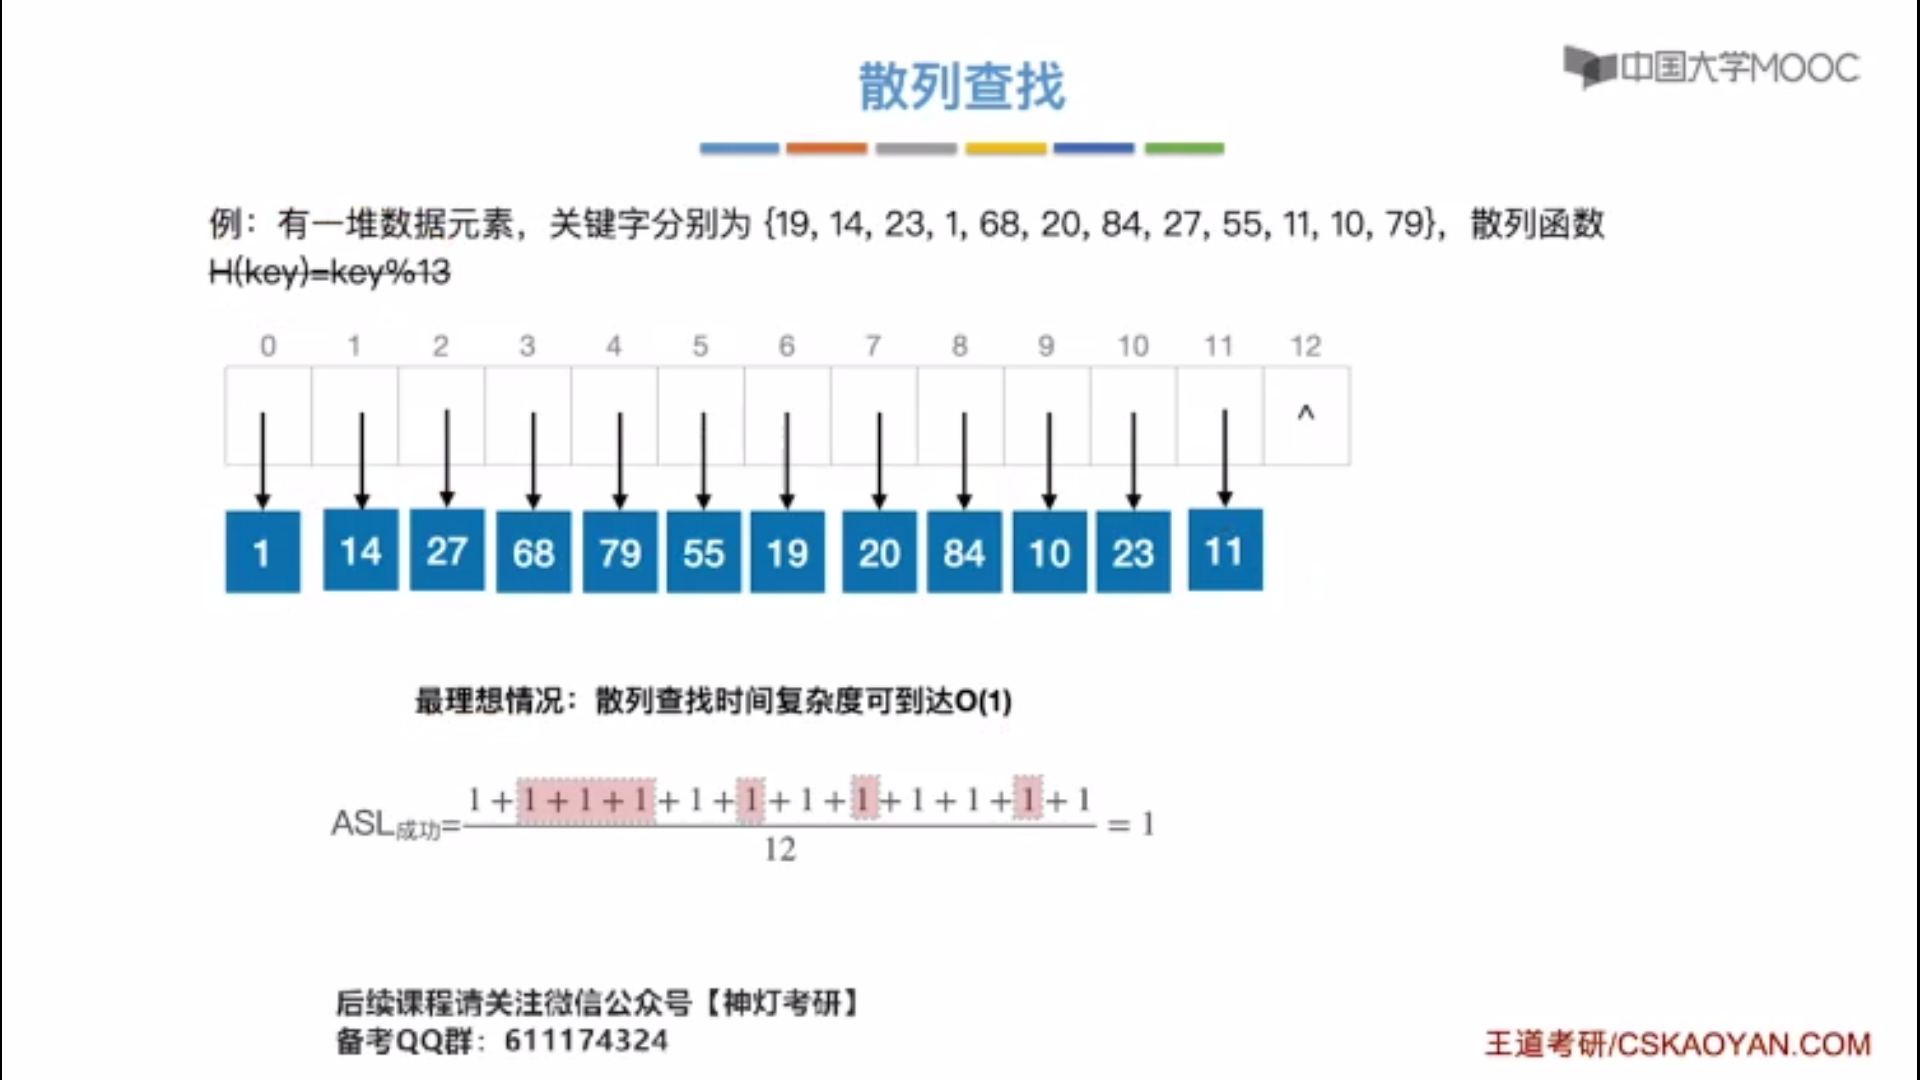 中国大学MOOC
散列查找
例：有一堆数据元素，关键字分别为 {19, 14, 23, 1, 68, 20, 84, 27, 55, 11, 10, 79}，散列函数
H(key)=key%13
0 1 2 3 4 5 6 7 8 9 10 11 12
^
1 14 27 68 79 55 19 20 84 10 23 11
最理想情况：散列查找时间复杂度可到达O(1)
1 + 1 + 1 + 1 + 1 + 1 + 1 + 1 + 1 + 1 + 1 + 1
ASL成功= = 1
12
后续课程请关注微信公众号【神灯考研】
备考QQ群：611174324
王道考研/CSKAOYAN.COM